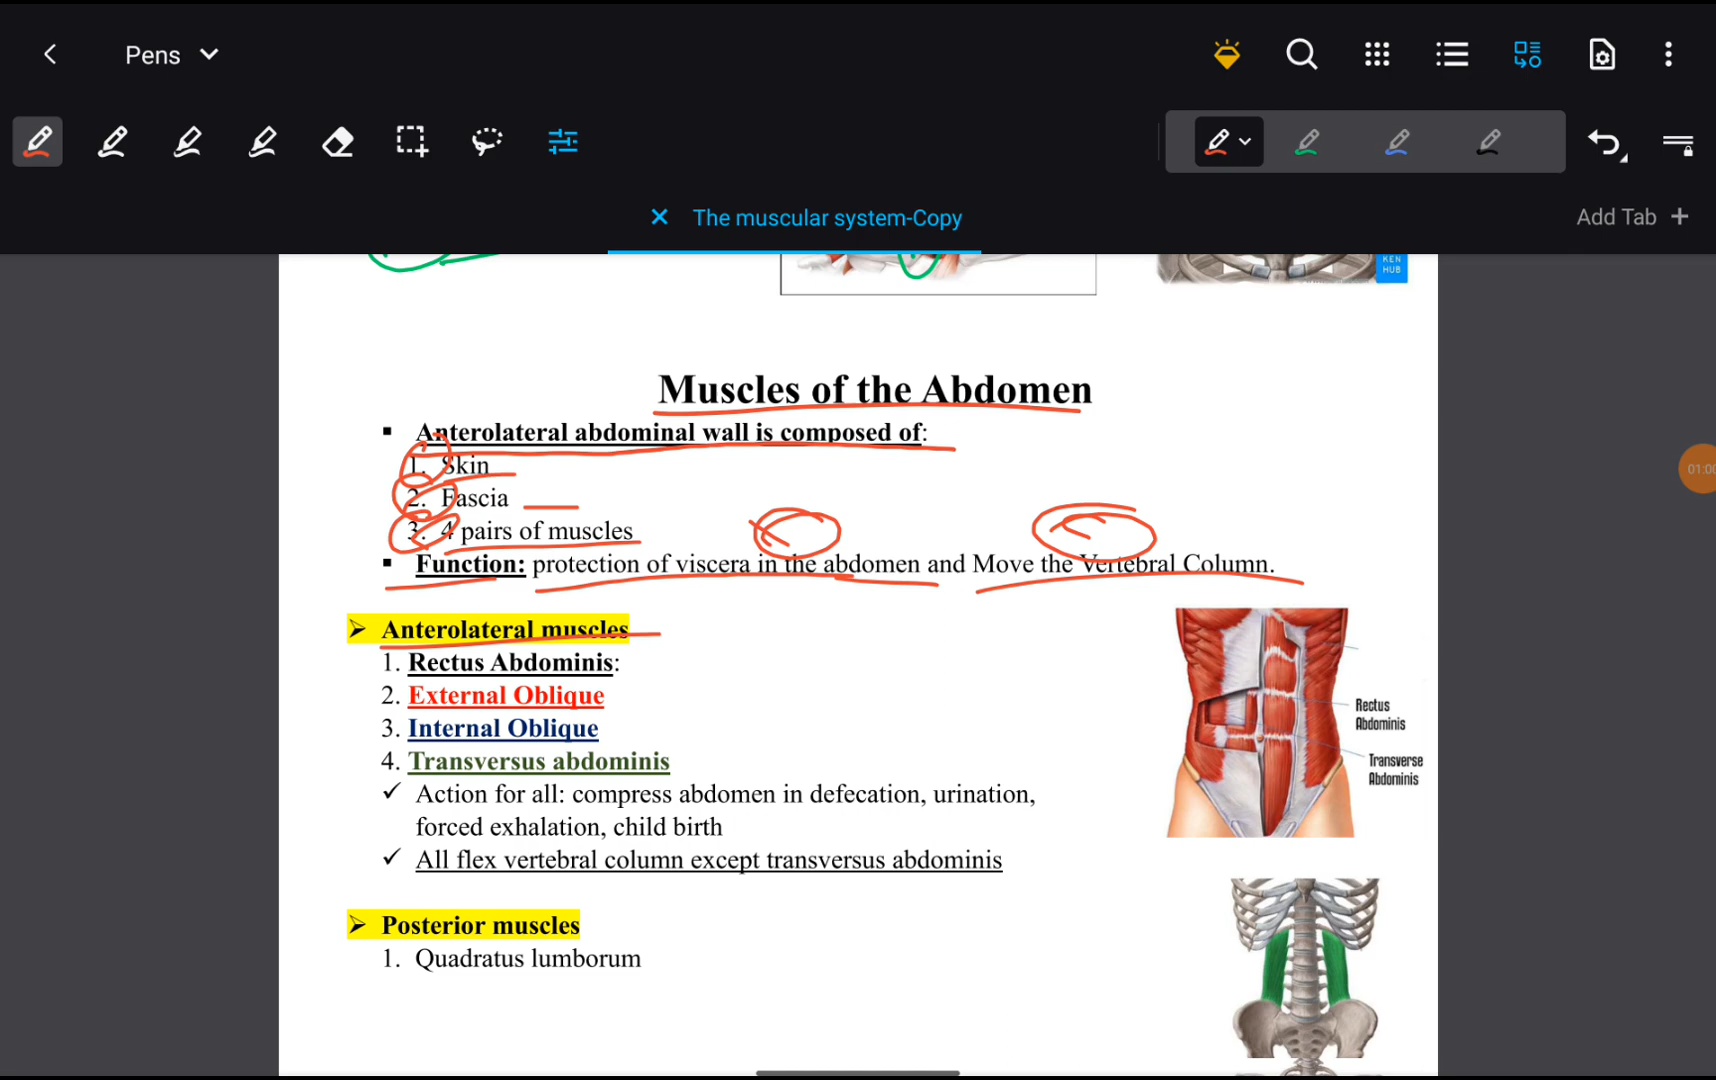 Pens
The muscular system-Copy
Add Tab
KEN
HUB
Muscles of the Abdomen
▪ Anterolateral abdominal wall is composed of:
1. Skin
2. Fascia
3. 4 pairs of muscles
▪ Function: protection of viscera in the abdomen and Move the Vertebral Column.
01:00
➢ Anterolateral muscles
1. Rectus Abdominis:
2. External Oblique
3. Internal Oblique
4. Transversus abdominis
✓ Action for all: compress abdomen in defecation, urination,
forced exhalation, child birth
✓ All flex vertebral column except transversus abdominis
Rectus
Abdominis
Transverse
Abdominis
➢ Posterior muscles
1. Quadratus lumborum